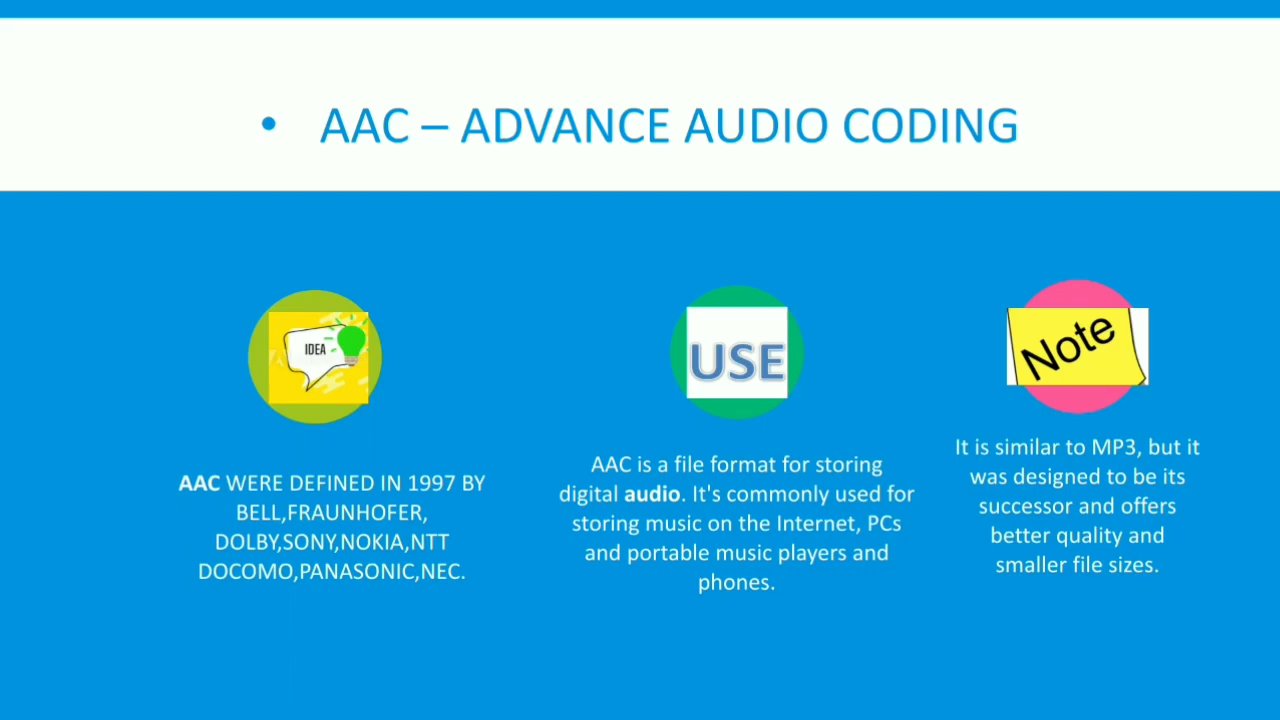 • AAC – ADVANCE AUDIO CODING
IDEA
AAC WERE DEFINED IN 1997 BY
BELL,FRAUNHOFER,
DOLBY,SONY,NOKIA,NTT
DOCOMO,PANASONIC,NEC.
USE
AAC is a file format for storing
digital audio. It's commonly used for
storing music on the Internet, PCs
and portable music players and
phones.
Note
It is similar to MP3, but it
was designed to be its
successor and offers
better quality and
smaller file sizes.